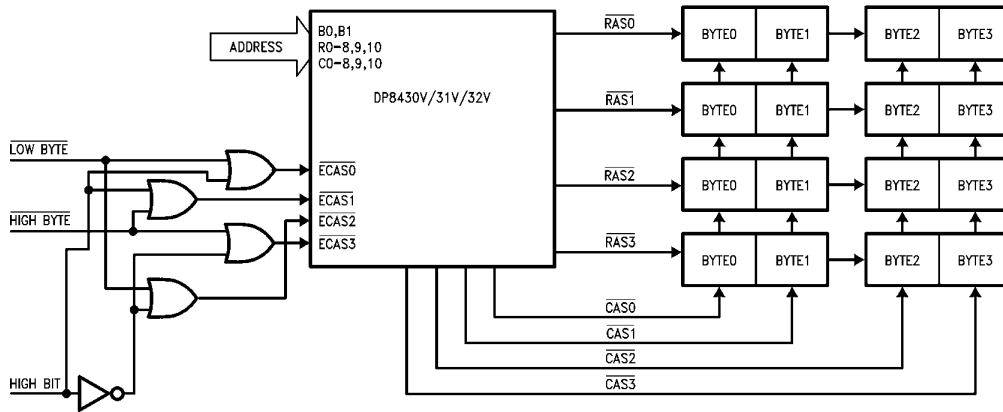 ADDRESS
B0,B1
R0-8,9,10
C0-8,9,10
DP8430V/31V/32V
LOW BYTE
HIGH BYTE
HIGH BIT
ECAS0
ECAS1
ECAS2
ECAS3
RAS0
BYTE0 BYTE1 BYTE2 BYTE3
RAS1
BYTE0 BYTE1 BYTE2 BYTE3
RAS2
BYTE0 BYTE1 BYTE2 BYTE3
RAS3
BYTE0 BYTE1 BYTE2 BYTE3
CAS0
CAS1
CAS2
CAS3